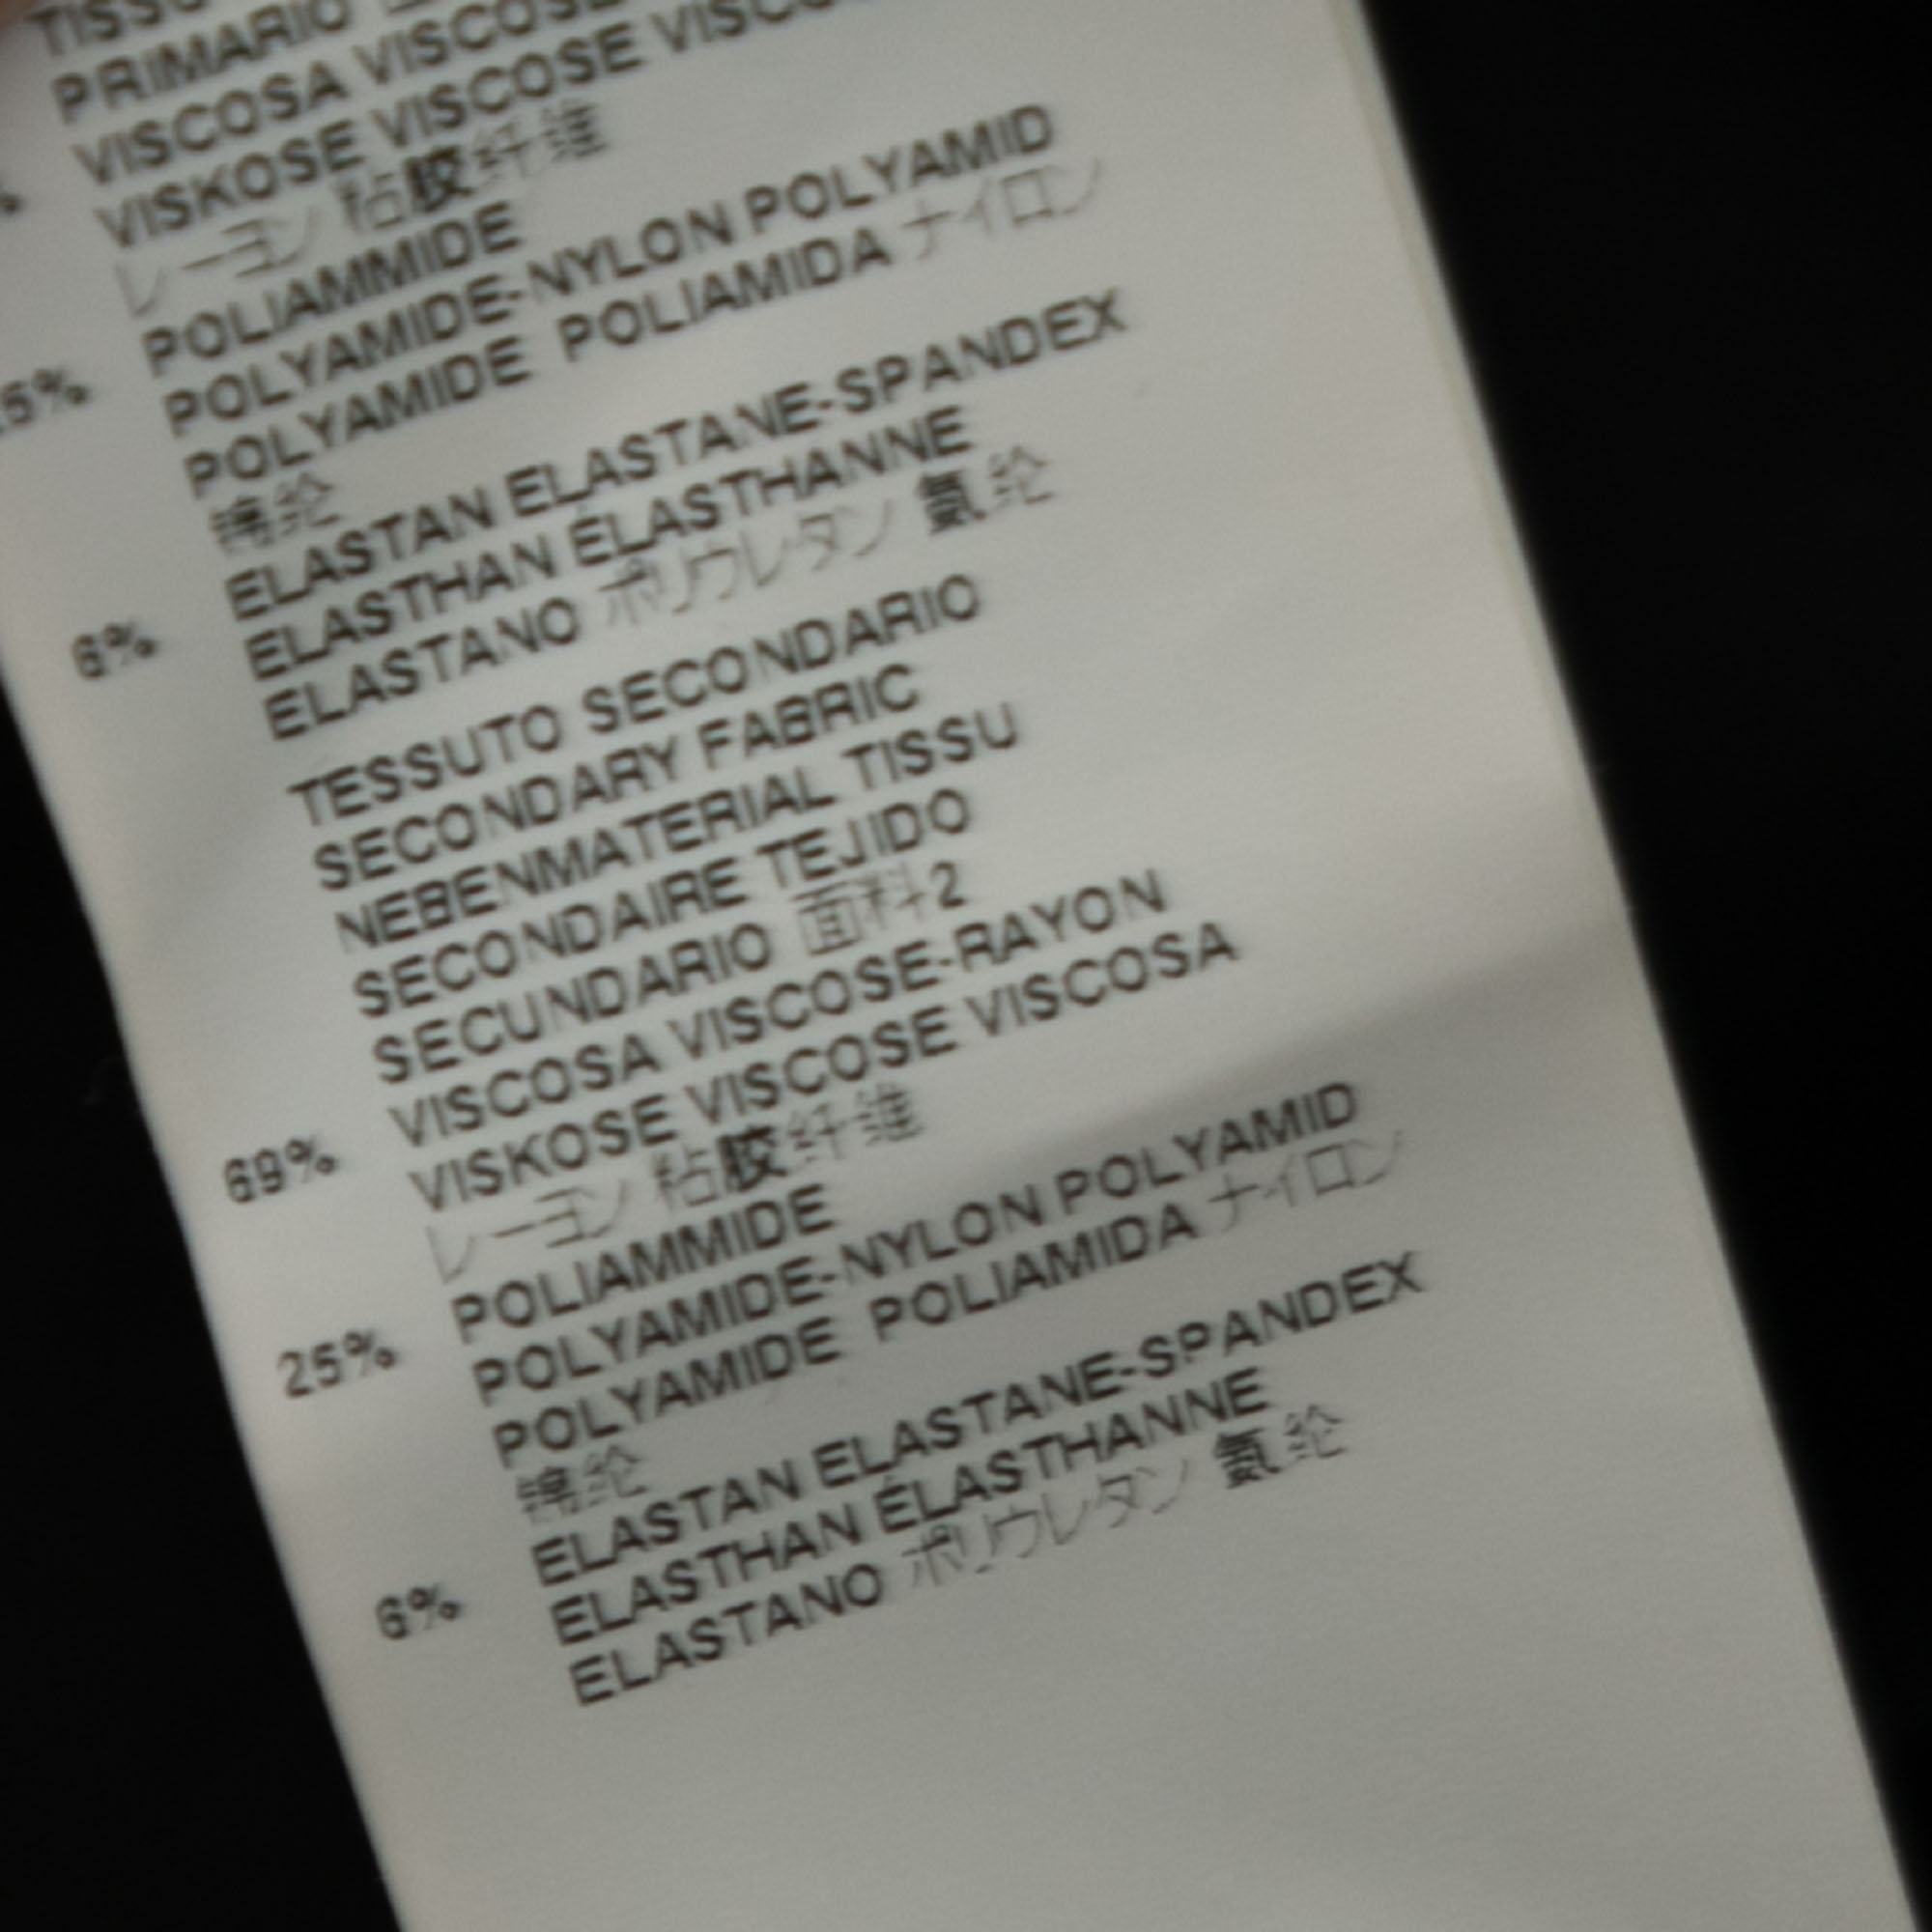 PRIMARIO
VISCOSA VISCOSE
VISKOSE VISCOSE
レーヨン 粘胶纤维
POLIAMMIDE
POLYAMIDE-NYLON POLYAMID
POLYAMIDE POLIAMIDA ナイロン
锦纶
ELASTAN ELASTANE-SPANDEX
ELASTHAN ÉLASTHANNE
6% ELASTANO ポリウレタン 氨纶
TESSUTO SECONDARIO
SECONDARY FABRIC
NEBENMATERIAL TISSU
SECONDAIRE TEJIDO
SECUNDARIO 面料2
VISCOSA VISCOSE-RAYON
69% VISKOSE VISCOSE VISCOSA
レーヨン 粘胶纤维
POLIAMMIDE
25% POLYAMIDE-NYLON POLYAMID
POLYAMIDE POLIAMIDA ナイロン
锦纶
ELASTAN ELASTANE-SPANDEX
6% ELASTHAN ÉLASTHANNE
ELASTANO ポリウレタン 氨纶